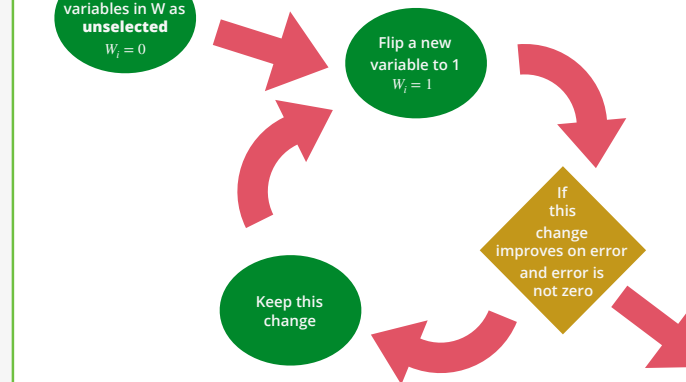 variables in W as
unselected
W_i = 0
Flip a new
variable to 1
W_i = 1
If
this
change
improves on error
and error is
not zero
Keep this
change